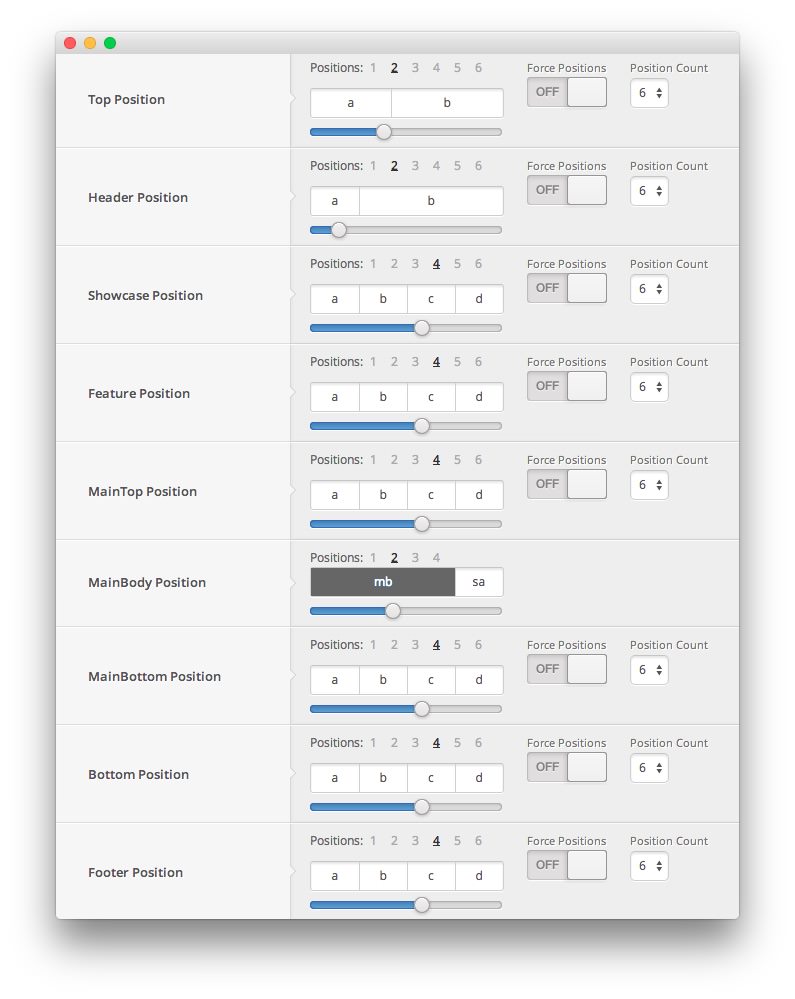 Positions: 1 2 3 4 5 6 Force Positions Position Count
Top Position a b OFF 6
Positions: 1 2 3 4 5 6 Force Positions Position Count
Header Position a b OFF 6
Positions: 1 2 3 4 5 6 Force Positions Position Count
Showcase Position a b c d OFF 6
Positions: 1 2 3 4 5 6 Force Positions Position Count
Feature Position a b c d OFF 6
Positions: 1 2 3 4 5 6 Force Positions Position Count
MainTop Position a b c d OFF 6
Positions: 1 2 3 4
MainBody Position mb sa
Positions: 1 2 3 4 5 6 Force Positions Position Count
MainBottom Position a b c d OFF 6
Positions: 1 2 3 4 5 6 Force Positions Position Count
Bottom Position a b c d OFF 6
Positions: 1 2 3 4 5 6 Force Positions Position Count
Footer Position a b c d OFF 6